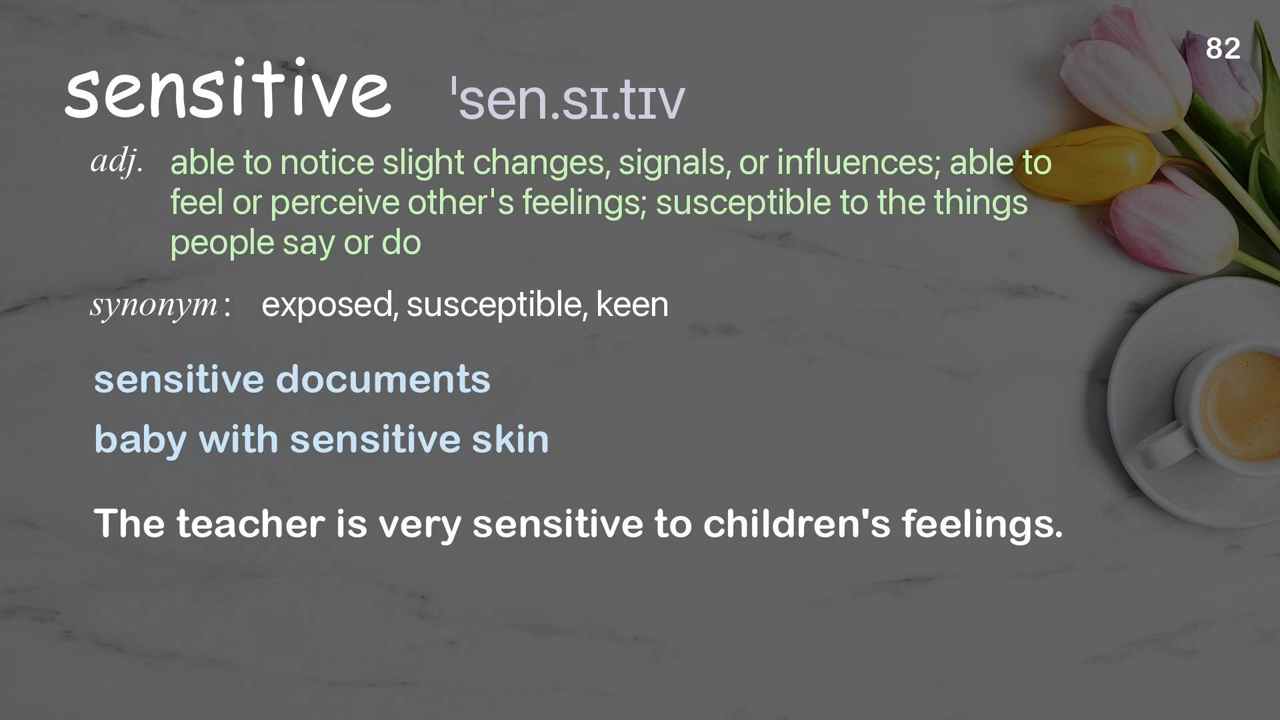 82
sensitive ˈsen.sɪ.tɪv
adj. able to notice slight changes, signals, or influences; able to
feel or perceive other's feelings; susceptible to the things
people say or do
synonym: exposed, susceptible, keen
sensitive documents
baby with sensitive skin
The teacher is very sensitive to children's feelings.